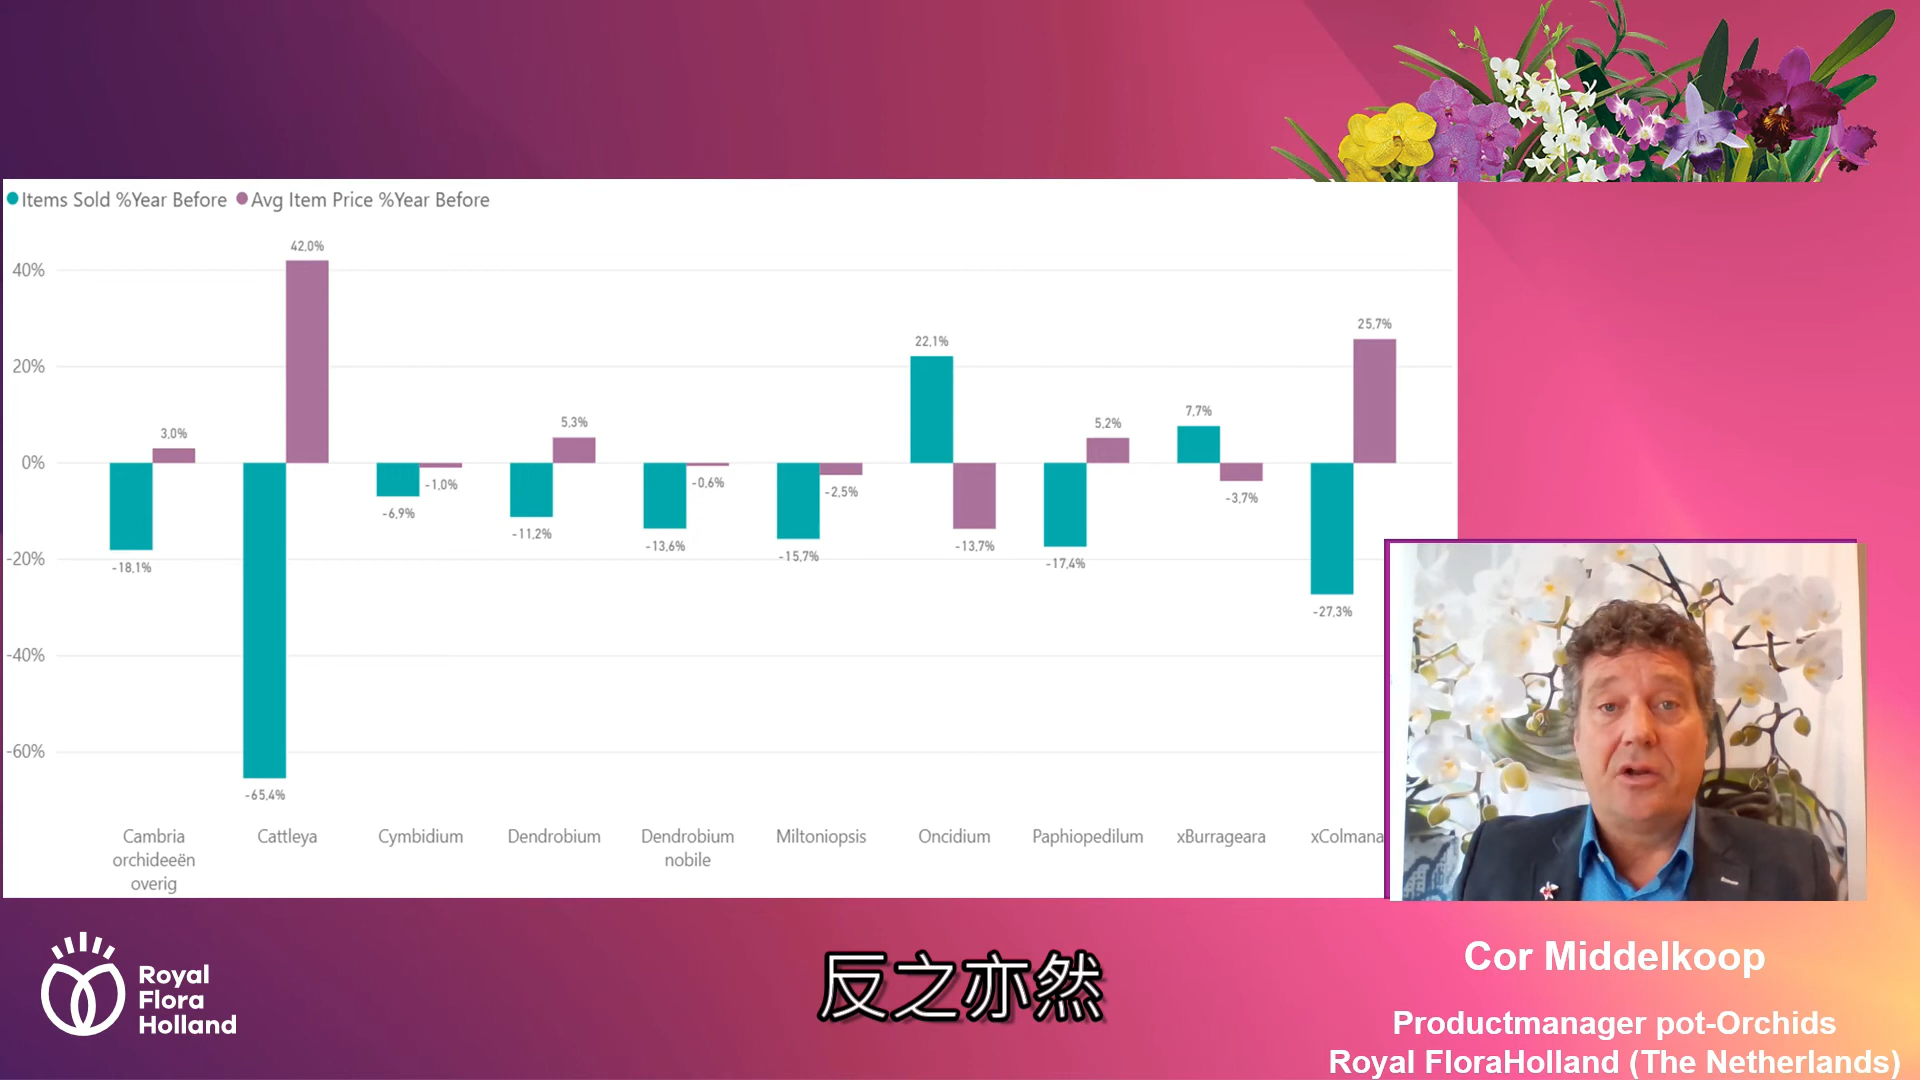 Items Sold %Year Before Avg Item Price %Year Before
42,0%
40%
25,7%
22,1%
20%
7,7%
5,3%
5,2%
3,0%
0%
-1,0%
-0,6%
-2,5%
-3,7%
-6,9%
-11,2%
-13,6%
-13,7%
-15,7%
-17,4%
-20%
-18,1%
-27,3%
-40%
-60%
-65,4%
Cambria orchideeën overig
Cattleya
Cymbidium
Dendrobium
Dendrobium nobile
Miltoniopsis
Oncidium
Paphiopedilum
xBurrageara
xColmana
Royal
Flora
Holland
反之亦然
Cor Middelkoop
Productmanager pot-Orchids
Royal FloraHolland (The Netherlands)